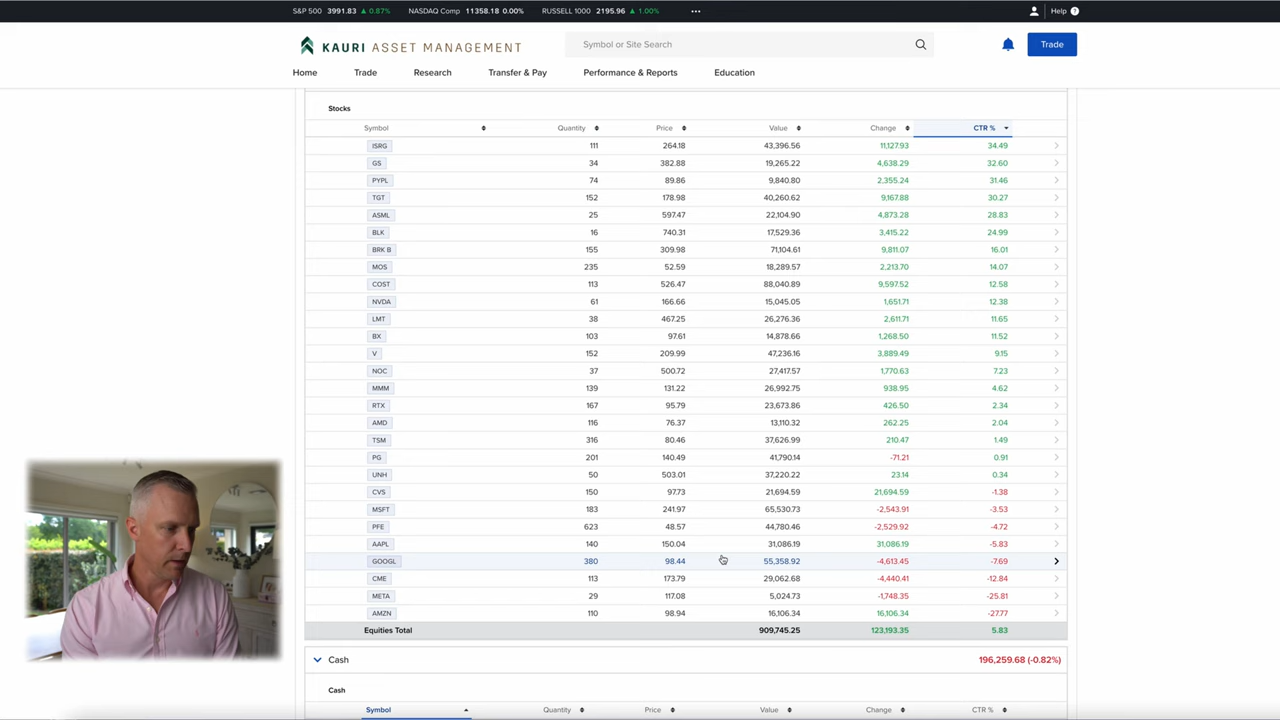 S&P 500 3991.83 ▲ 0.87% NASDAQ Comp 11358.18 0.00% RUSSELL 1000 2195.96 ▲ 1.00% ••• Help ?
KAURI ASSET MANAGEMENT Symbol or Site Search Trade
Home Trade Research Transfer & Pay Performance & Reports Education
Stocks
Symbol Quantity Price Value Change CTR %
ISRG 111 264.18 43,396.56 11,127.93 34.49
GS 34 382.88 19,265.22 4,638.29 32.60
PYPL 74 89.86 9,840.80 2,355.24 31.46
TGT 152 178.98 40,260.62 9,167.88 30.27
ASML 25 597.47 22,104.90 4,873.28 28.83
BLK 16 740.31 17,529.36 3,415.22 24.99
BRK B 155 309.98 71,104.61 9,811.07 16.01
MOS 235 52.59 18,289.57 2,213.70 14.07
COST 113 526.47 88,040.89 9,597.52 12.58
NVDA 61 166.66 15,045.05 1,651.71 12.38
LMT 38 467.25 26,276.36 2,611.71 11.65
BX 103 97.61 14,878.66 1,268.50 11.52
V 152 209.99 47,236.16 3,889.49 9.15
NOC 37 500.72 27,417.57 1,770.63 7.23
MMM 139 131.22 26,992.75 938.95 4.62
RTX 167 95.79 23,673.86 426.50 2.34
AMD 116 76.37 13,110.32 262.25 2.04
TSM 316 80.46 37,626.99 210.47 1.49
PG 201 140.49 41,790.14 -71.21 0.91
UNH 50 503.01 37,220.22 23.14 0.34
CVS 150 97.73 21,694.59 21,694.59 -1.38
MSFT 183 241.97 65,530.73 -2,543.91 -3.53
PFE 623 48.57 44,780.46 -2,529.92 -4.72
AAPL 140 150.04 31,086.19 31,086.19 -5.83
GOOGL 380 98.44 55,358.92 -4,613.45 -7.69
CME 113 173.79 29,062.68 -4,440.41 -12.84
META 29 117.08 5,024.73 -1,748.35 -25.81
AMZN 110 98.94 16,106.34 16,106.34 -27.77
Equities Total 909,745.25 123,193.35 5.83
Cash 196,259.68 (-0.82%)
Cash
Symbol Quantity Price Value Change CTR %